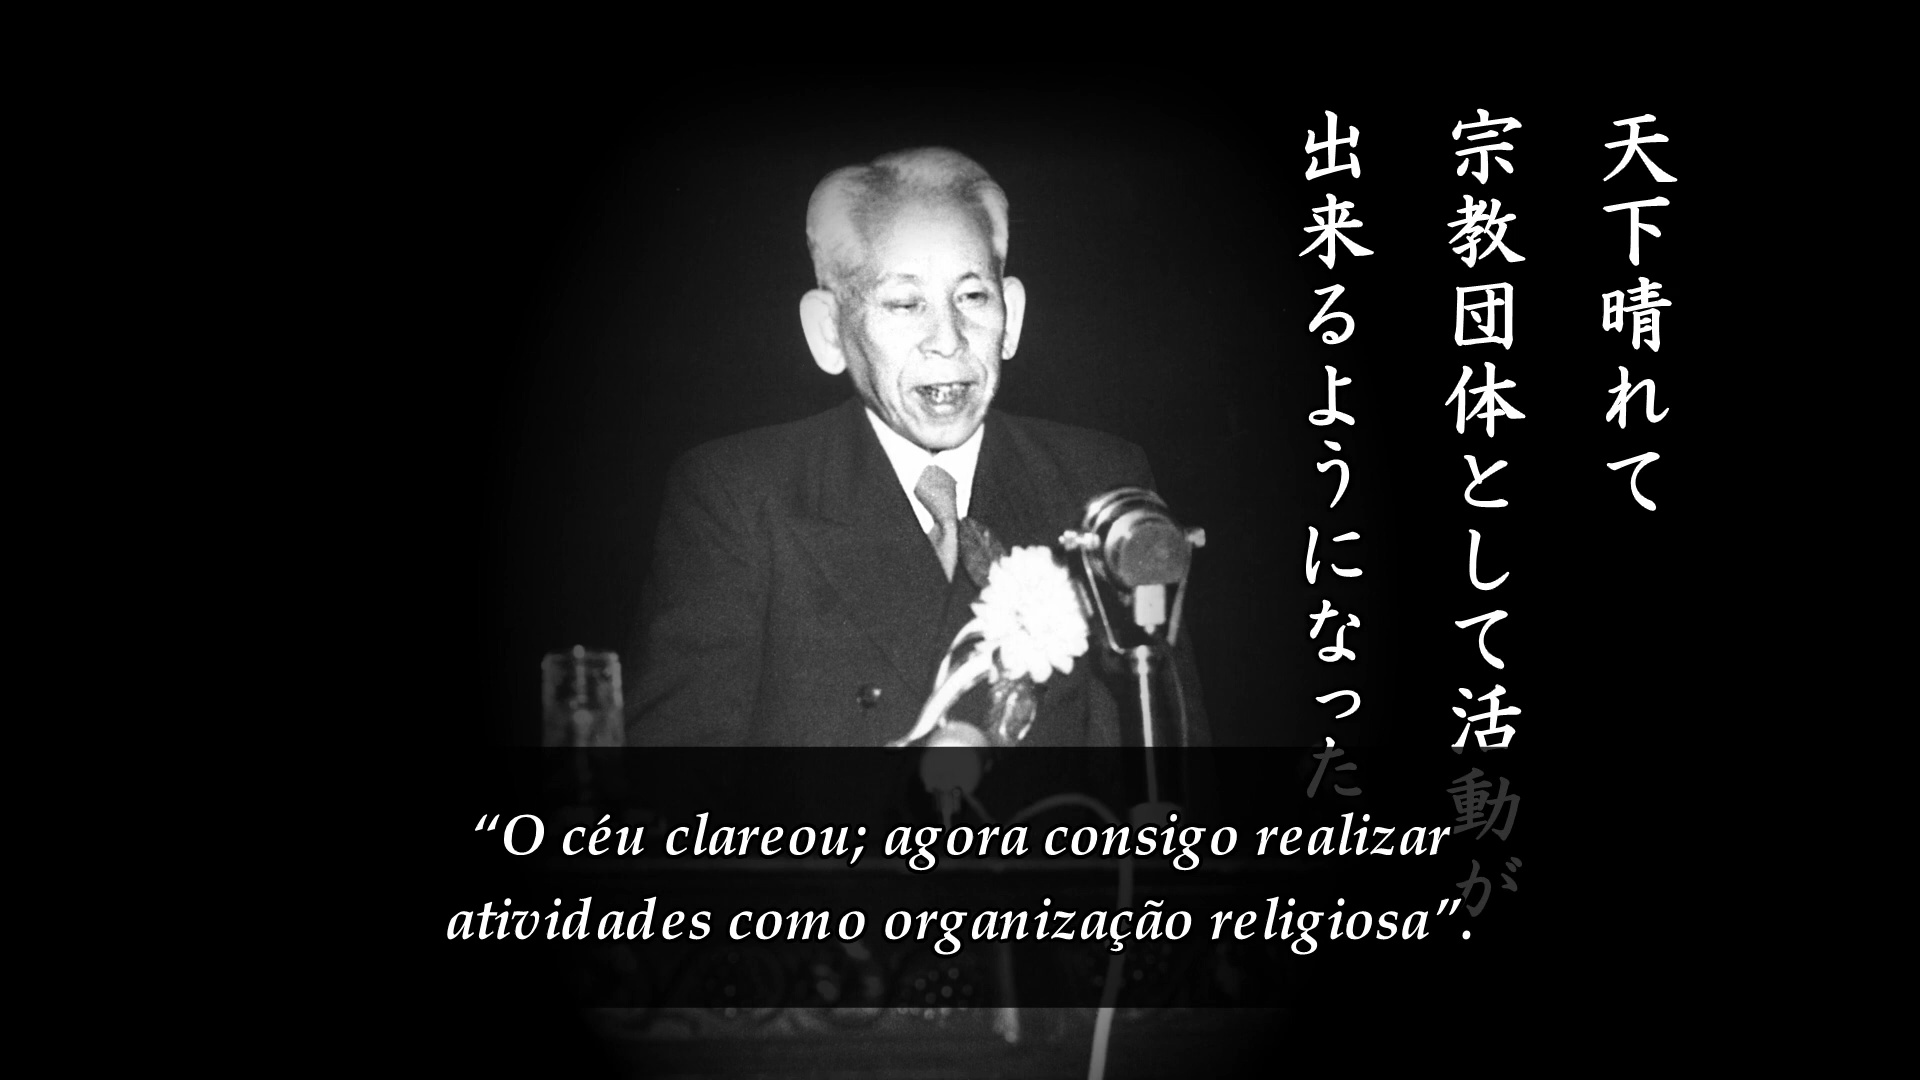 天下晴れて
宗教団体として活動が
出来るようになった
“O céu clareou; agora consigo realizar
atividades como organização religiosa”.